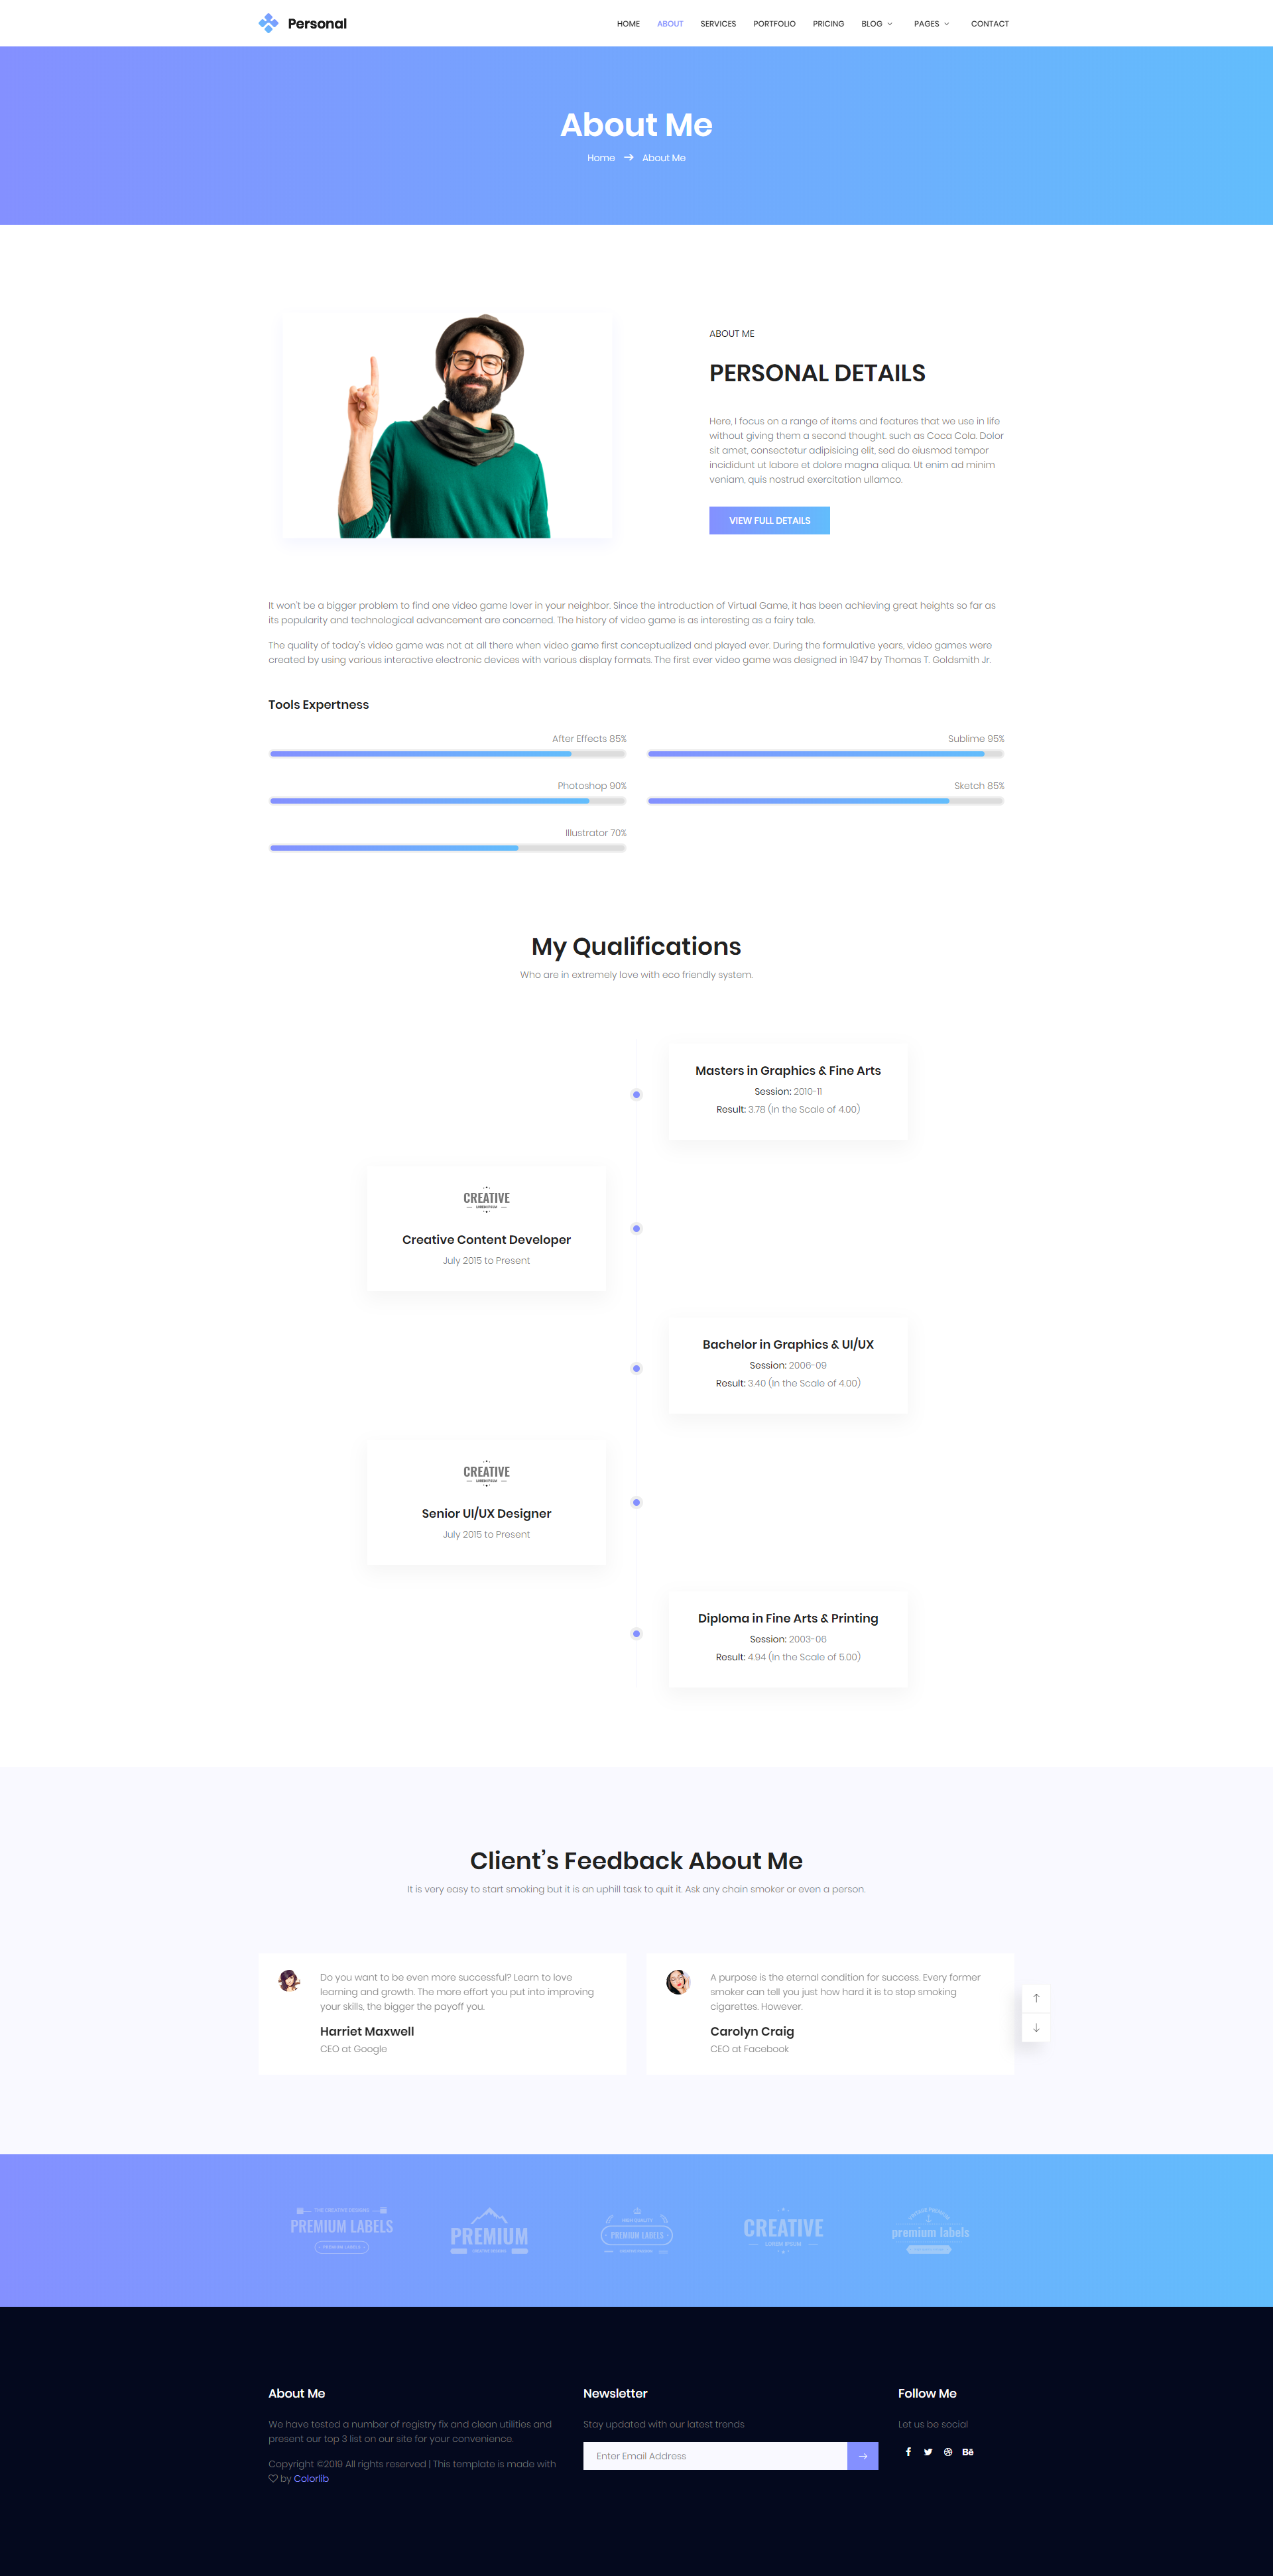 Personal
HOME ABOUT SERVICES PORTFOLIO PRICING BLOG PAGES CONTACT
About Me
Home → About Me
ABOUT ME
PERSONAL DETAILS
Here, I focus on a range of items and features that we use in life
without giving them a second thought. such as Coca Cola. Dolor
sit amet, consectetur adipisicing elit, sed do eiusmod tempor
incididunt ut labore et dolore magna aliqua. Ut enim ad minim
veniam, quis nostrud exercitation ullamco.
VIEW FULL DETAILS
It won't be a bigger problem to find one video game lover in your neighbor. Since the introduction of Virtual Game, it has been achieving great heights so far as
its popularity and technological advancement are concerned. The history of video game is as interesting as a fairy tale.
The quality of today's video game was not at all there when video game first conceptualized and played ever. During the formulative years, video games were
created by using various interactive electronic devices with various display formats. The first ever video game was designed in 1947 by Thomas T. Goldsmith Jr.
Tools Expertness
After Effects 85%
Sublime 95%
Photoshop 90%
Sketch 85%
Illustrator 70%
My Qualifications
Who are in extremely love with eco friendly system.
Masters in Graphics & Fine Arts
Session: 2010-11
Result: 3.78 (In the Scale of 4.00)
CREATIVE
LOREM IPSUM
Creative Content Developer
July 2015 to Present
Bachelor in Graphics & UI/UX
Session: 2006-09
Result: 3.40 (In the Scale of 4.00)
CREATIVE
LOREM IPSUM
Senior UI/UX Designer
July 2015 to Present
Diploma in Fine Arts & Printing
Session: 2003-06
Result: 4.94 (In the Scale of 5.00)
Client's Feedback About Me
It is very easy to start smoking but it is an uphill task to quit it. Ask any chain smoker or even a person.
Do you want to be even more successful? Learn to love
learning and growth. The more effort you put into improving
your skills, the bigger the payoff you.
Harriet Maxwell
CEO at Google
A purpose is the eternal condition for success. Every former
smoker can tell you just how hard it is to stop smoking
cigarettes. However.
Carolyn Craig
CEO at Facebook
THE CREATIVE DESIGNS
PREMIUM LABELS
PREMIUM LABELS
PREMIUM
HIGH QUALITY
PREMIUM LABELS
CREATIVE
LOREM IPSUM
premium labels
About Me
We have tested a number of registry fix and clean utilities and
present our top 3 list on our site for your convenience.
Copyright ©2019 All rights reserved | This template is made with
♡ by Colorlib
Newsletter
Stay updated with our latest trends
Enter Email Address
Follow Me
Let us be social